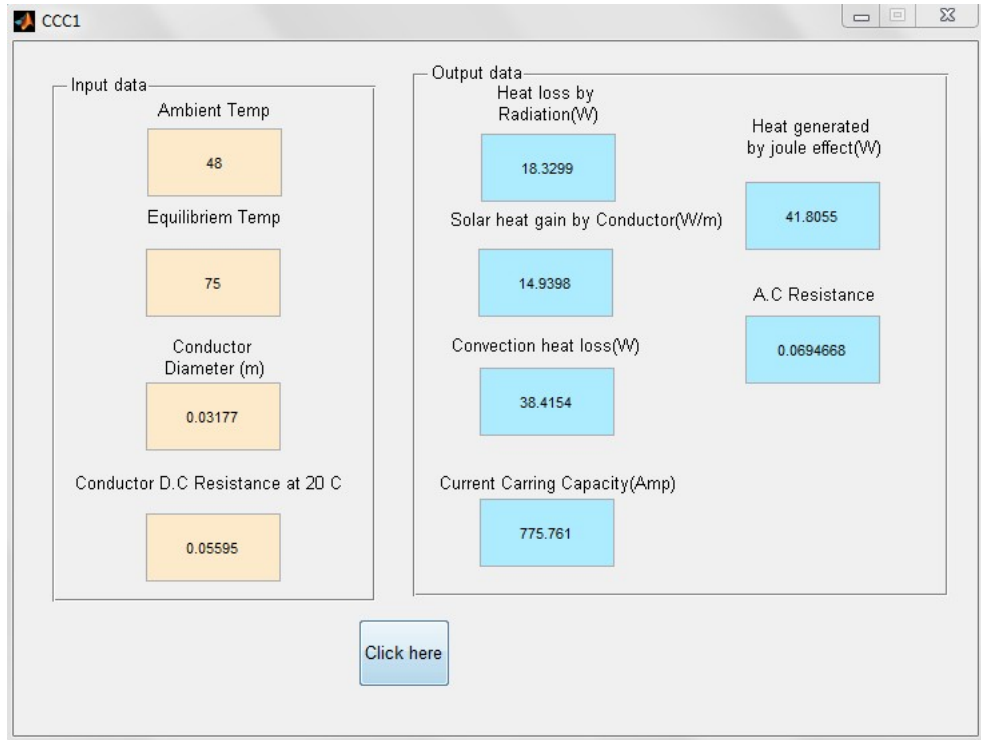 CCC1
Input data
Ambient Temp
48
Equilibriem Temp
75
Conductor
Diameter (m)
0.03177
Conductor D.C Resistance at 20 C
0.05595
Output data
Heat loss by
Radiation(W)
18.3299
Solar heat gain by Conductor(W/m)
14.9398
Convection heat loss(W)
38.4154
Current Carring Capacity(Amp)
775.761
Heat generated
by joule effect(W)
41.8055
A.C Resistance
0.0694668
Click here